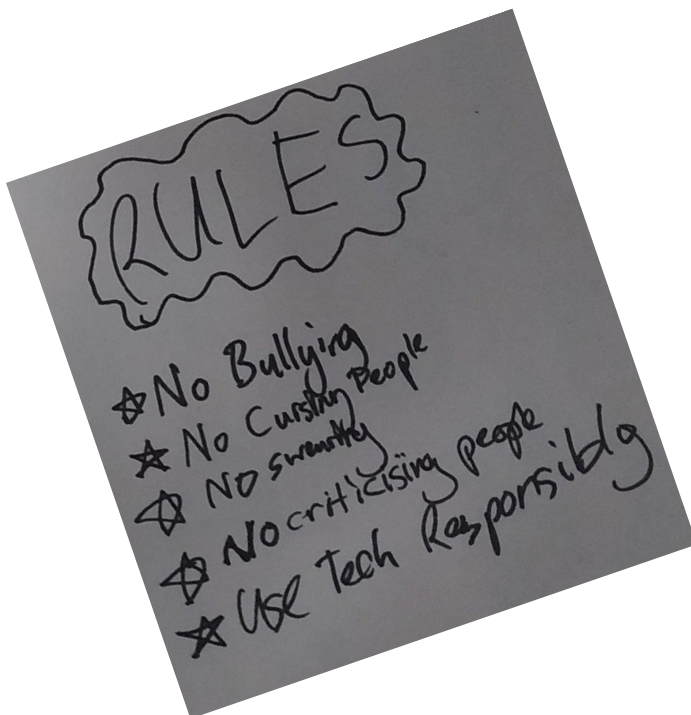 RULES
No Bullying
No Cursing People
No swearing
No criticising people
Use Tech Responsibly